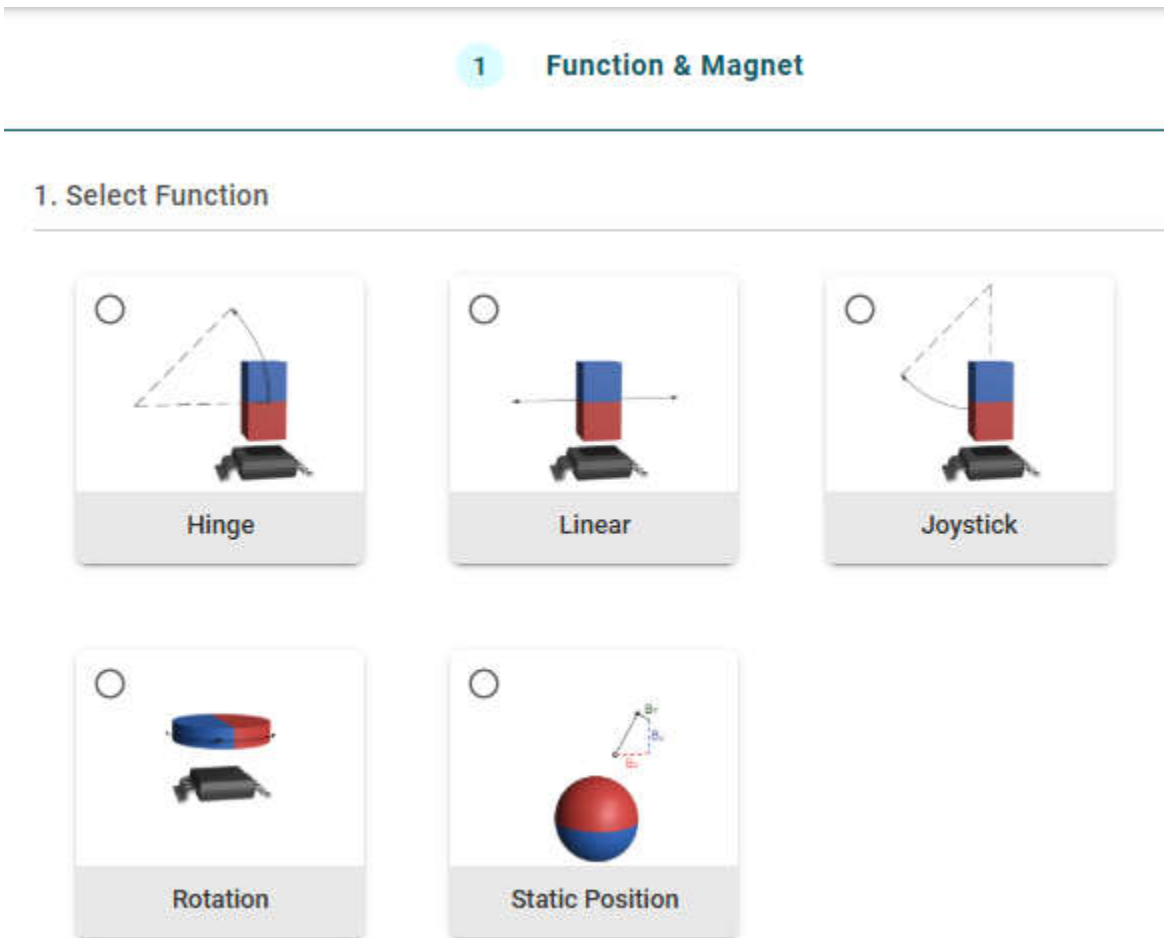 1 Function & Magnet
1. Select Function
Hinge
Linear
Joystick
Rotation
Static Position